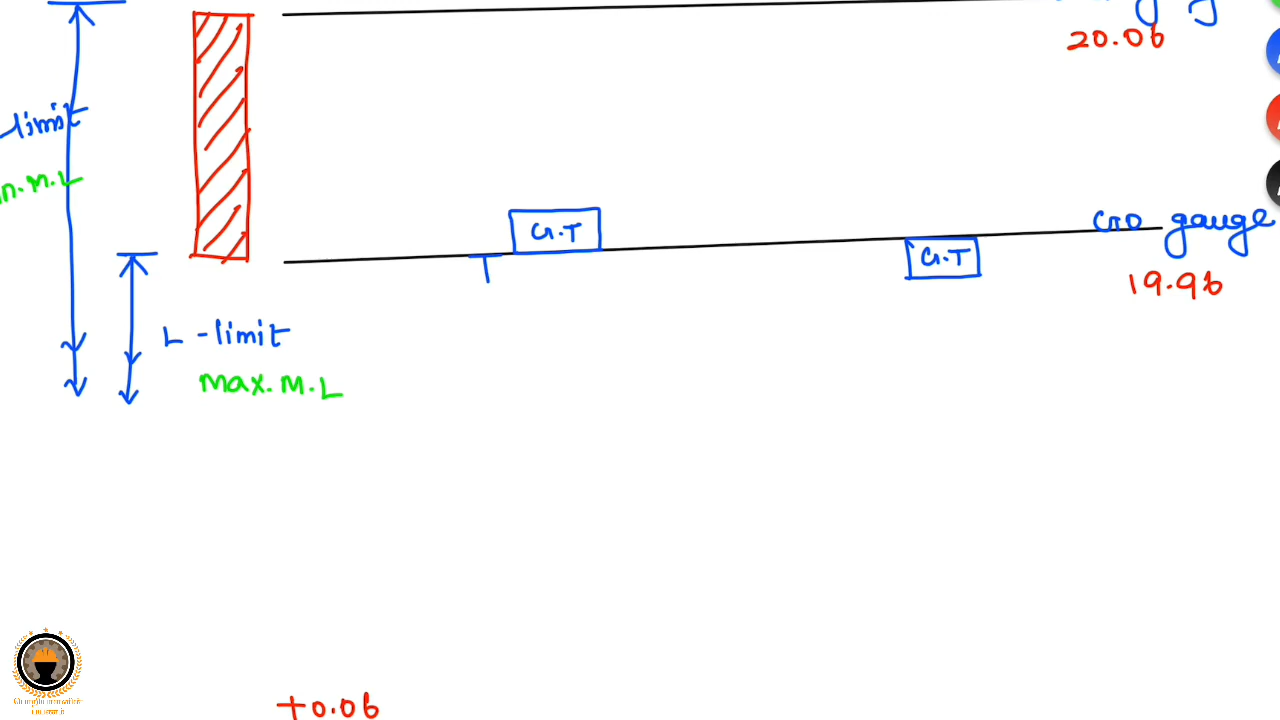 20.06
-limit
n.M.L
G.T
GO gauge
G.T
19.96
L -limit
Max.M.L
+0.06